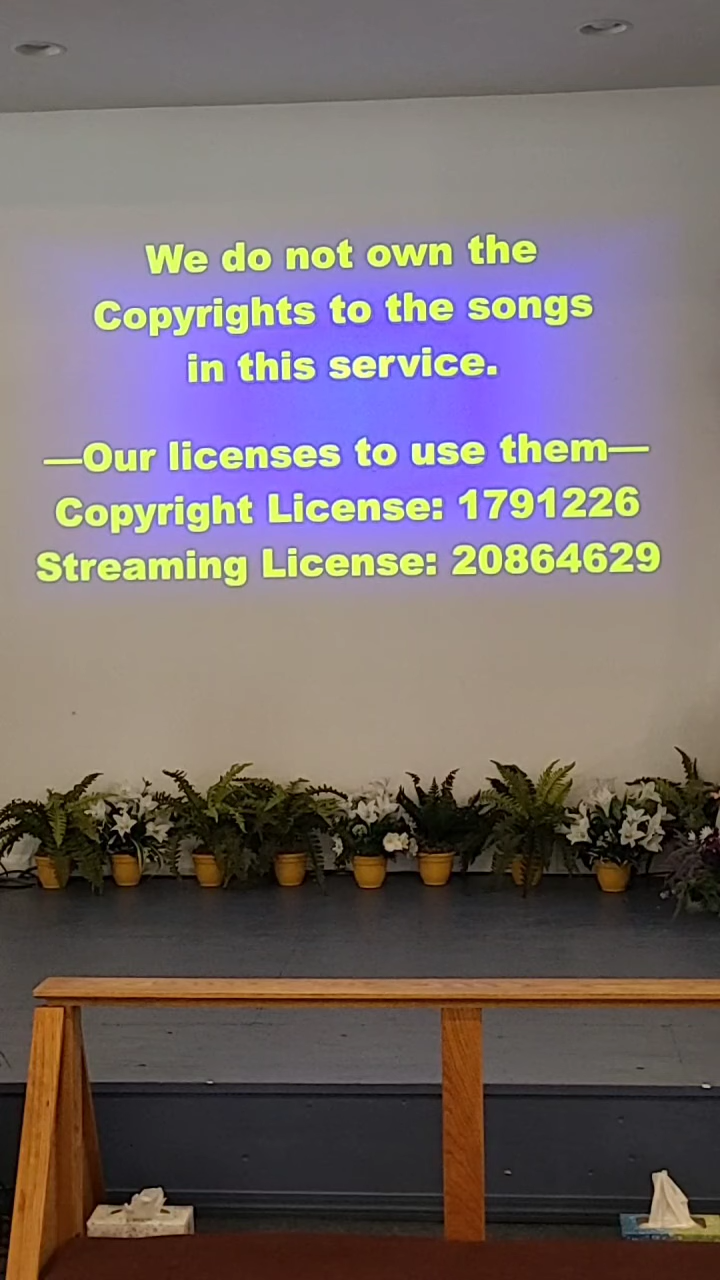 We do not own the
Copyrights to the songs
in this service.
—Our licenses to use them—
Copyright License: 1791226
Streaming License: 20864629